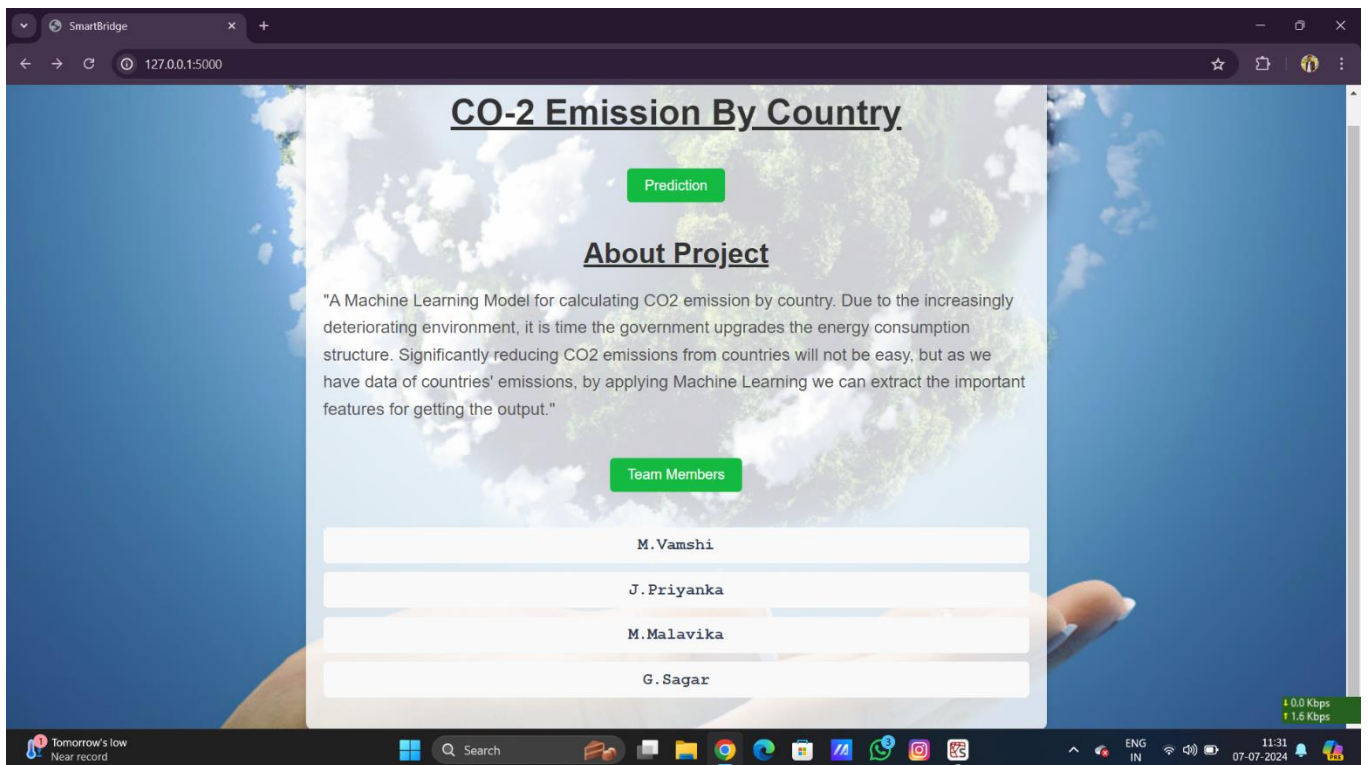 SmartBridge
127.0.0.1:5000
CO-2 Emission By Country
Prediction
About Project
"A Machine Learning Model for calculating CO2 emission by country. Due to the increasingly
deteriorating environment, it is time the government upgrades the energy consumption
structure. Significantly reducing CO2 emissions from countries will not be easy, but as we
have data of countries' emissions, by applying Machine Learning we can extract the important
features for getting the output."
Team Members
M.Vamshi
J.Priyanka
M.Malavika
G.Sagar
0.0 Kbps
1.6 Kbps
1
Tomorrow's low
Near record
Search
3
ENG
IN
11:31
07-07-2024
PRE